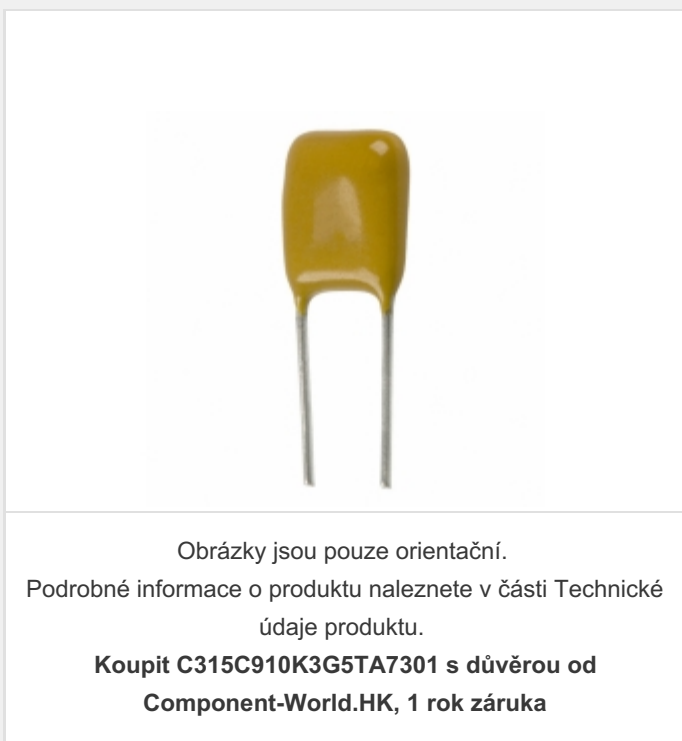 Obrázky jsou pouze orientační.
Podrobné informace o produktu naleznete v části Technické
údaje produktu.
Koupit C315C910K3G5TA7301 s důvěrou od
Component-World.HK, 1 rok záruka